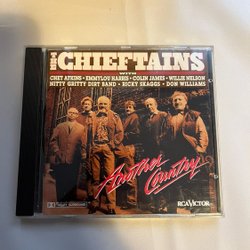 THE CHIEFTAINS
WITH
CHET ATKINS · EMMYLOU HARRIS · COLIN JAMES · WILLIE NELSON
NITTY GRITTY DIRT BAND · RICKY SKAGGS · DON WILLIAMS
Another Country
RCA VICTOR